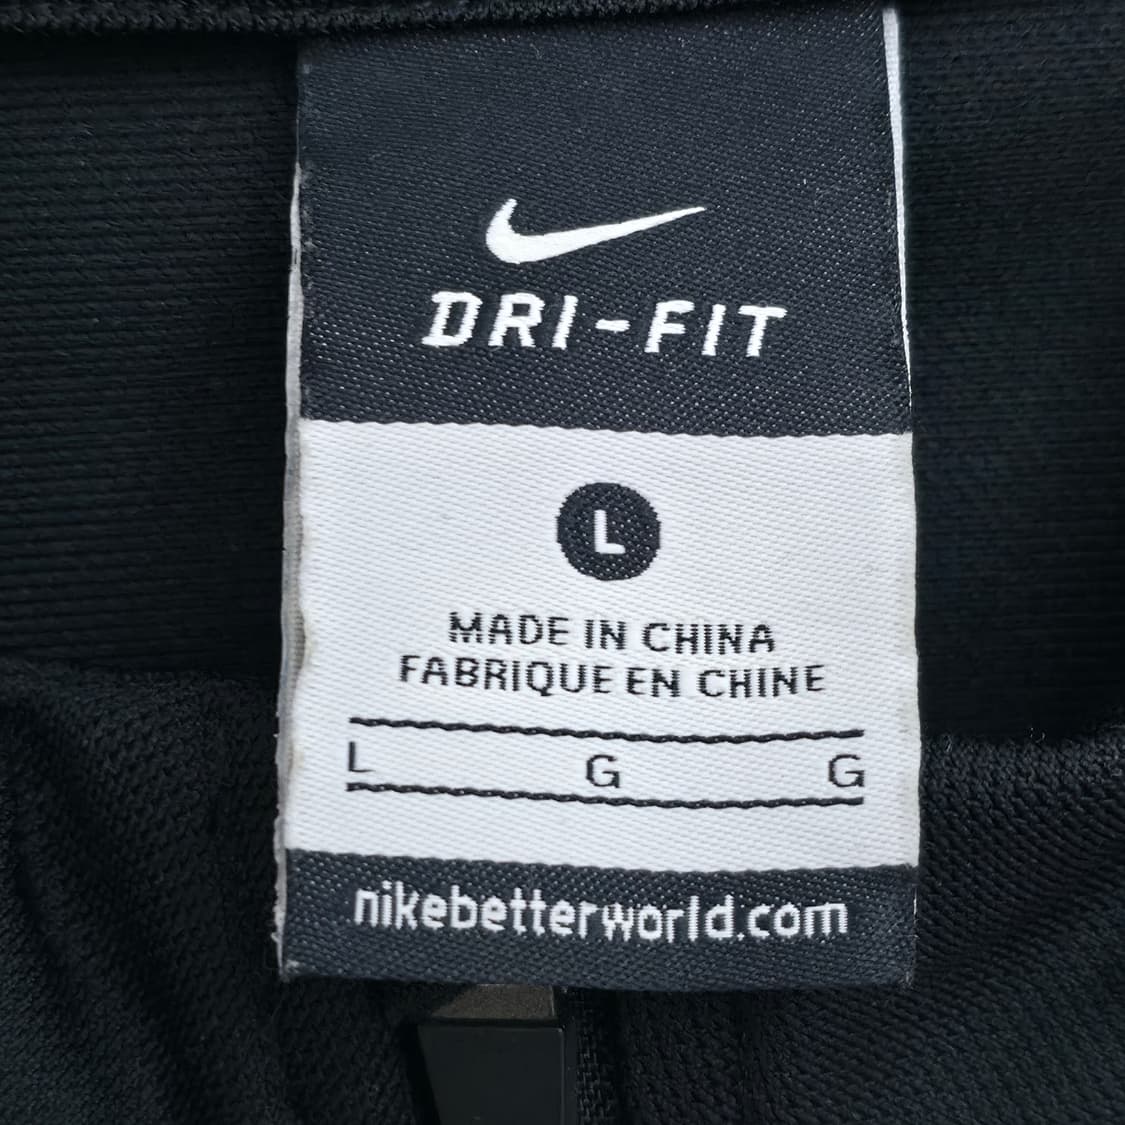 DRI-FIT
L
MADE IN CHINA
FABRIQUE EN CHINE
L G G
nikebetterworld.com